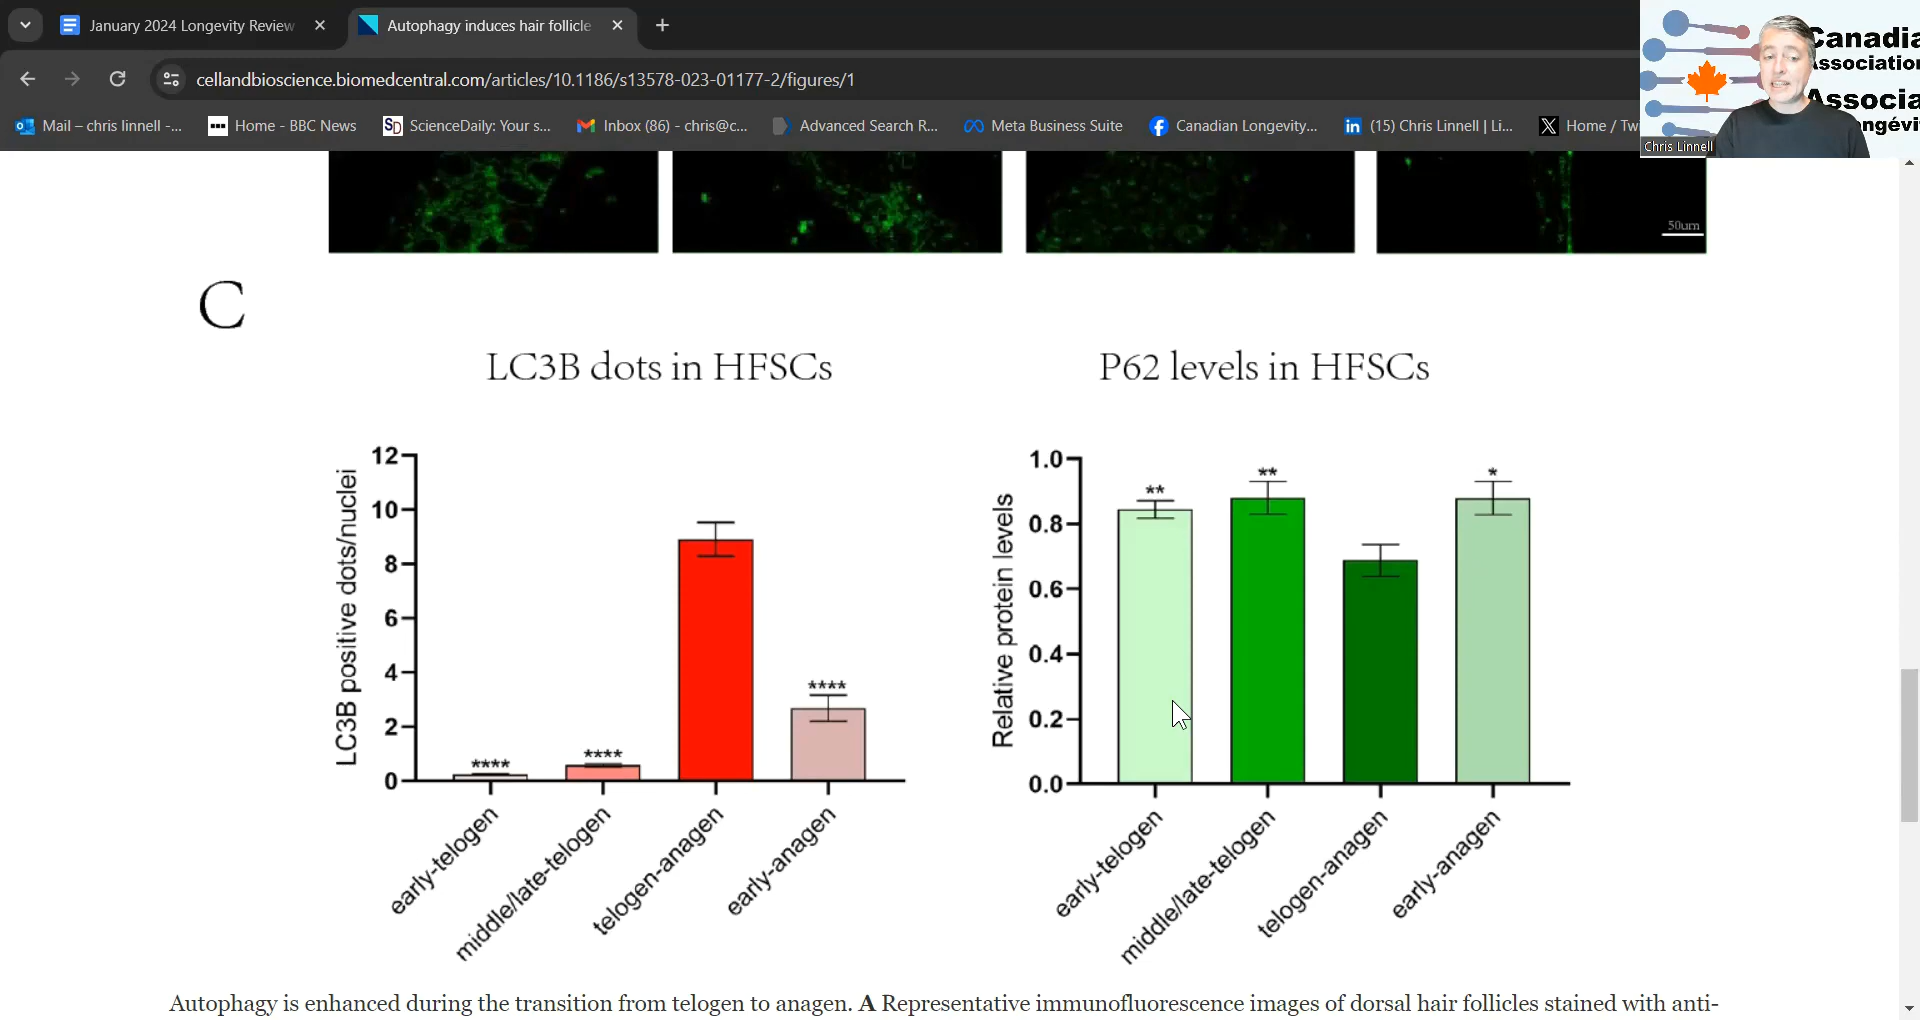 January 2024 Longevity Review
Autophagy induces hair follicle
cellandbioscience.biomedcentral.com/articles/10.1186/s13578-023-01177-2/figures/1
Mail – chris linnell -...
Home - BBC News
ScienceDaily: Your s...
Inbox (86) - chris@c...
Advanced Search R...
Meta Business Suite
Canadian Longevity...
(15) Chris Linnell | Li...
Home / Twi
Canadia
Association
Associa
ongévi
Chris Linnell
50um
C
LC3B dots in HFSCs
LC3B positive dots/nuclei
12
10
8
6
4
2
0
****
****
****
early-telogen
middle/late-telogen
telogen-anagen
early-anagen
P62 levels in HFSCs
Relative protein levels
1.0
0.8
0.6
0.4
0.2
0.0
**
**
*
early-telogen
middle/late-telogen
telogen-anagen
early-anagen
Autophagy is enhanced during the transition from telogen to anagen. A Representative immunofluorescence images of dorsal hair follicles stained with anti-